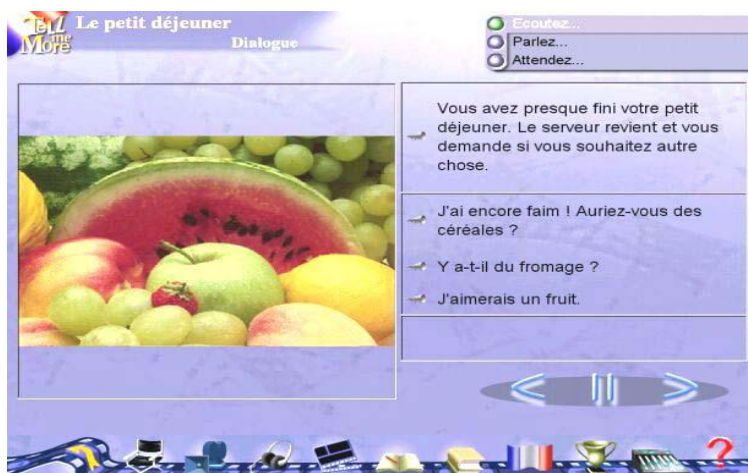 TeLL me More
Le petit déjeuner
Dialogue
Ecoutez...
Parlez...
Attendez...
Vous avez presque fini votre petit
déjeuner. Le serveur revient et vous
demande si vous souhaitez autre
chose.
J'ai encore faim ! Auriez-vous des
céréales ?
Y a-t-il du fromage ?
J'aimerais un fruit.
?